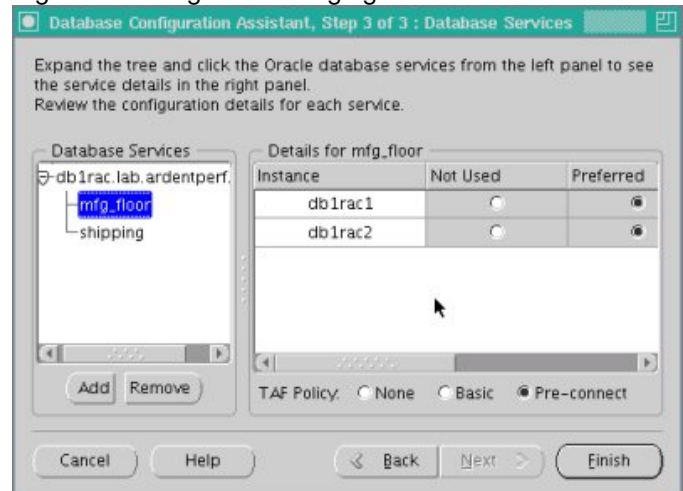 Database Configuration Assistant, Step 3 of 3 : Database Services
Expand the tree and click the Oracle database services from the left panel to see
the service details in the right panel.
Review the configuration details for each service.
Database Services
db1rac.lab.ardentperf.
mfg_floor
shipping
Add Remove
Details for mfg_floor
Instance Not Used Preferred
db1rac1
db1rac2
TAF Policy: None Basic Pre-connect
Cancel Help Back Next Finish